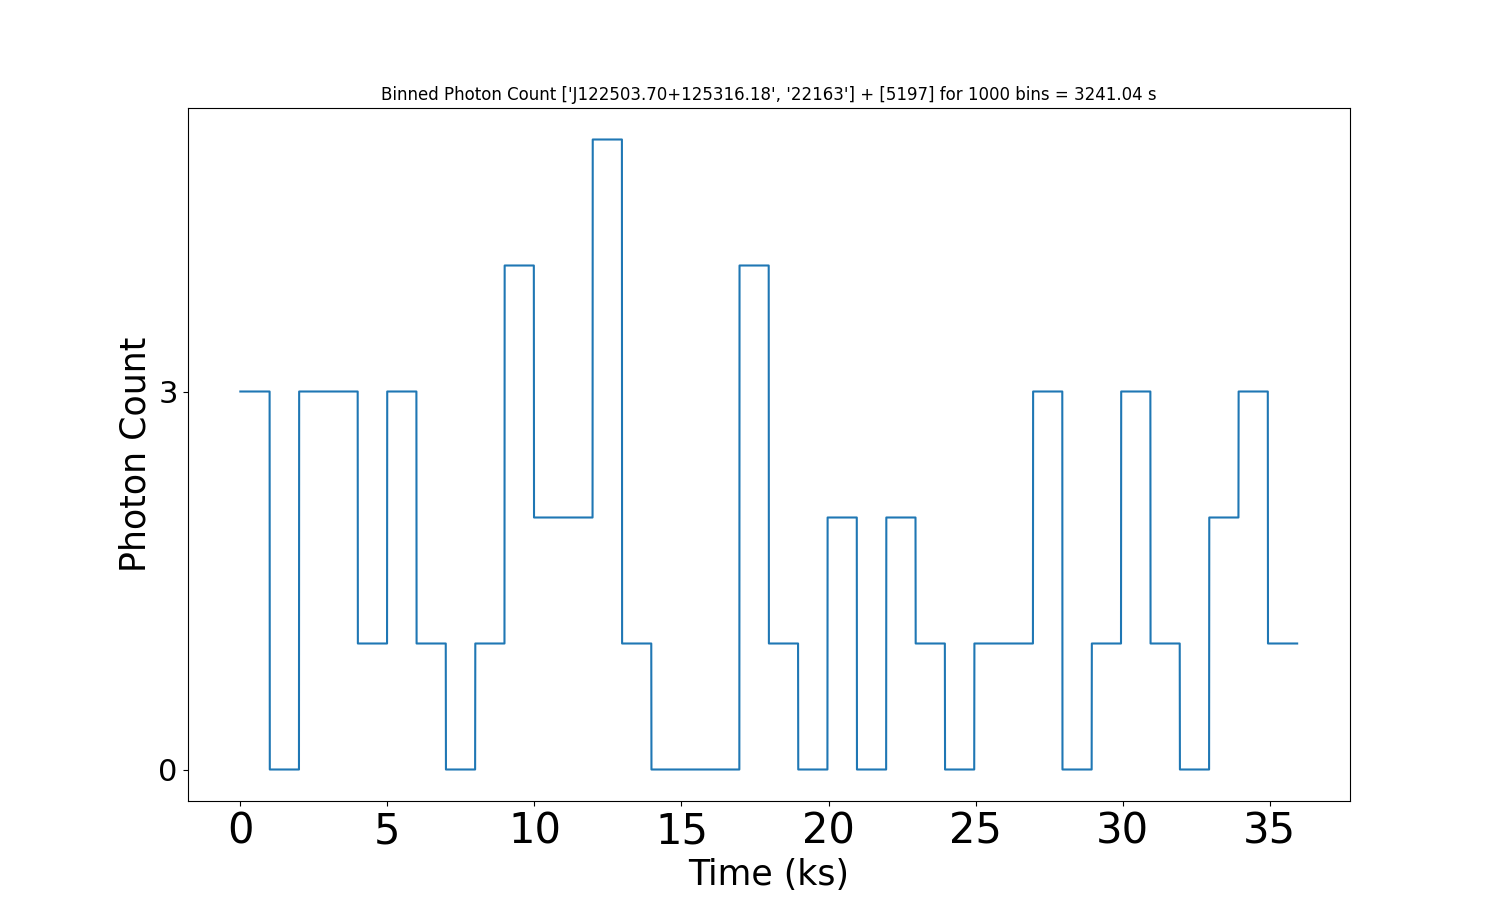 Binned Photon Count ['J122503.70+125316.18', '22163'] + [5197] for 1000 bins = 3241.04 s
Photon Count
3
0
0 5 10 15 20 25 30 35
Time (ks)